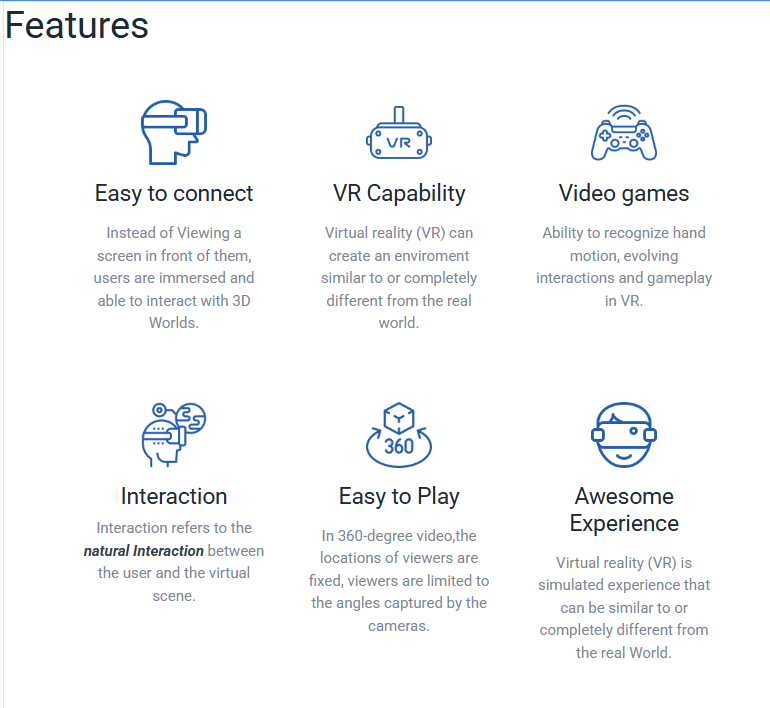 Features
VR
Easy to connect
VR Capability
Video games
Instead of Viewing a
screen in front of them,
users are immersed and
able to interact with 3D
Worlds.
Virtual reality (VR) can
create an enviroment
similar to or completely
different from the real
world.
Ability to recognize hand
motion, evolving
interactions and gameplay
in VR.
360
Interaction
Easy to Play
Awesome
Experience
Interaction refers to the
natural Interaction between
the user and the virtual
scene.
In 360-degree video,the
locations of viewers are
fixed, viewers are limited to
the angles captured by the
cameras.
Virtual reality (VR) is
simulated experience that
can be similar to or
completely different from
the real World.